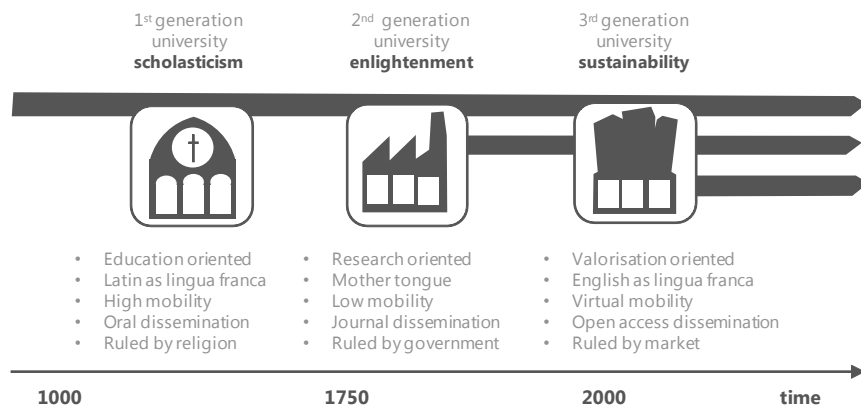 1st generation
university
scholasticism
2nd generation
university
enlightenment
3rd generation
university
sustainability
• Education oriented
• Latin as lingua franca
• High mobility
• Oral dissemination
• Ruled by religion
• Research oriented
• Mother tongue
• Low mobility
• Journal dissemination
• Ruled by government
• Valorisation oriented
• English as lingua franca
• Virtual mobility
• Open access dissemination
• Ruled by market
1000 1750 2000 time